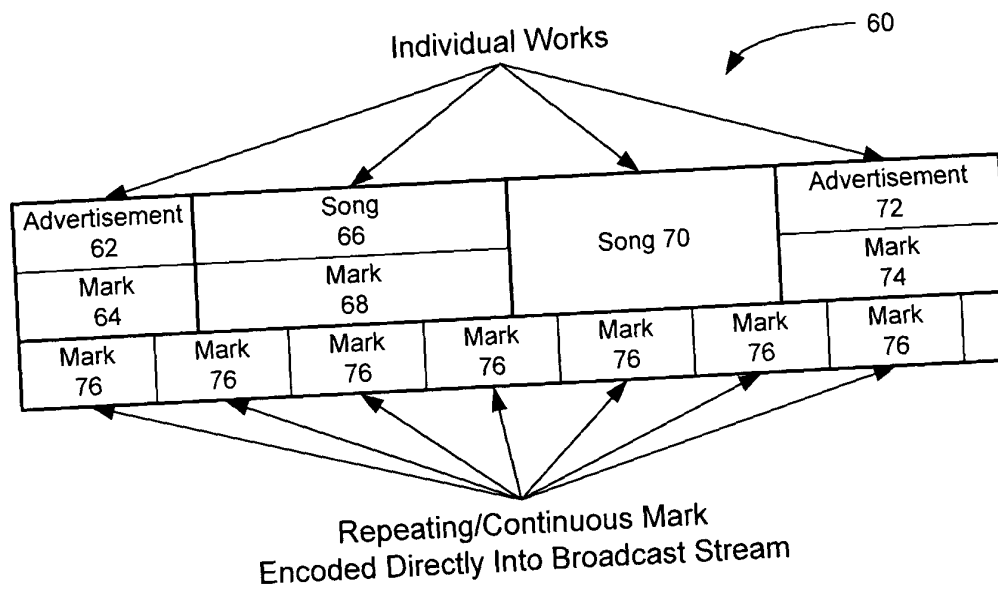 Individual Works
60
Advertisement
62
Song
66
Song 70
Advertisement
72
Mark
64
Mark
68
Mark
74
Mark
76
Mark
76
Mark
76
Mark
76
Mark
76
Mark
76
Mark
76
Repeating/Continuous Mark
Encoded Directly Into Broadcast Stream